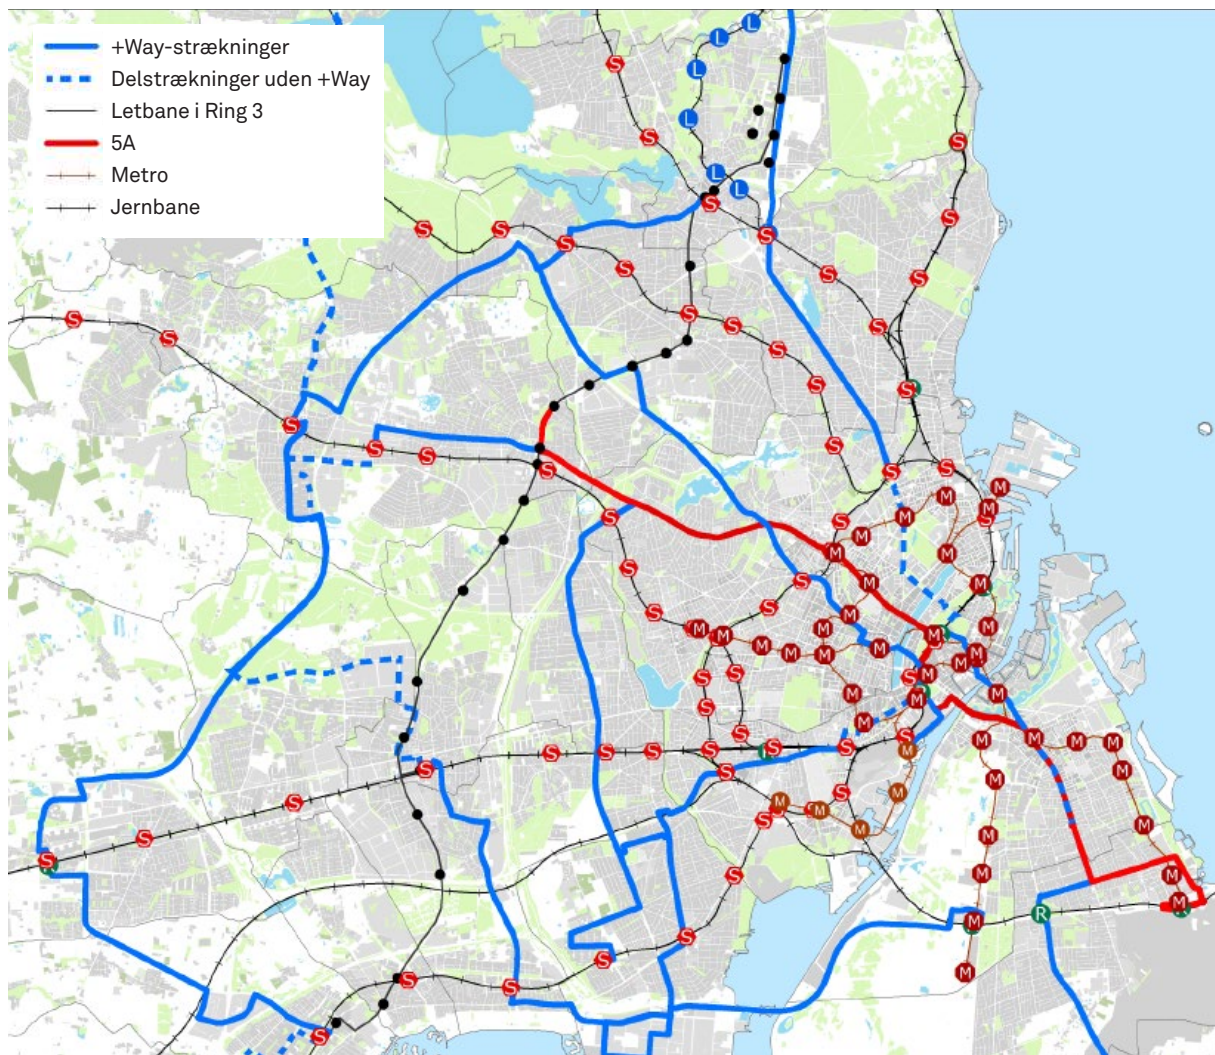 +Way-strækninger
Delstrækninger uden +Way
Letbane i Ring 3
5A
Metro
Jernbane